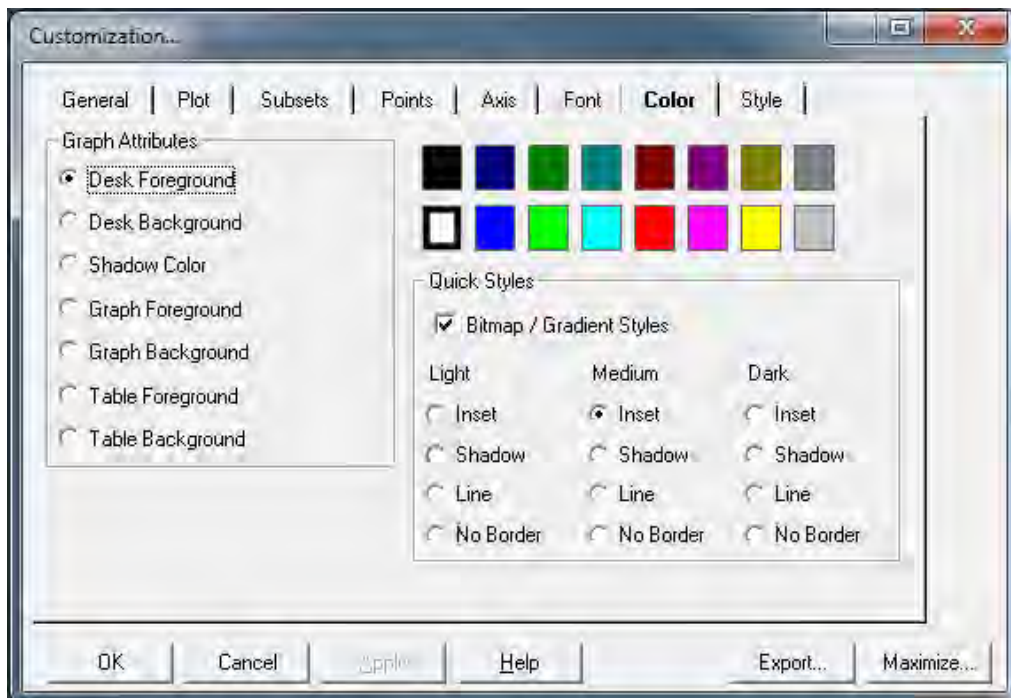 Customization...
General | Plot | Subsets | Points | Axis | Font | Color | Style |
Graph Attributes
Desk Foreground
Desk Background
Shadow Color
Graph Foreground
Graph Background
Table Foreground
Table Background
Quick Styles
Bitmap / Gradient Styles
Light Medium Dark
Inset Inset Inset
Shadow Shadow Shadow
Line Line Line
No Border No Border No Border
OK Cancel Apply Help Export... Maximize...